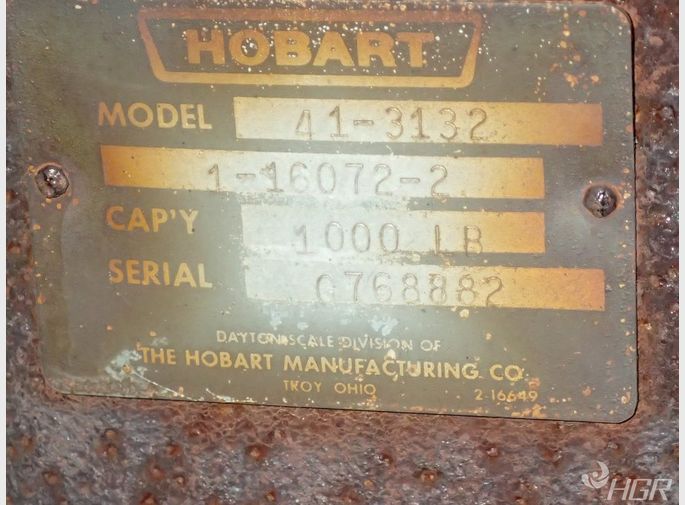 HOBART
MODEL 41-3132
1-16072-2
CAP'Y 1000 LB
SERIAL 0768882
DAYTON SCALE DIVISION OF
THE HOBART MANUFACTURING CO
TROY OHIO 2-16649
HGR